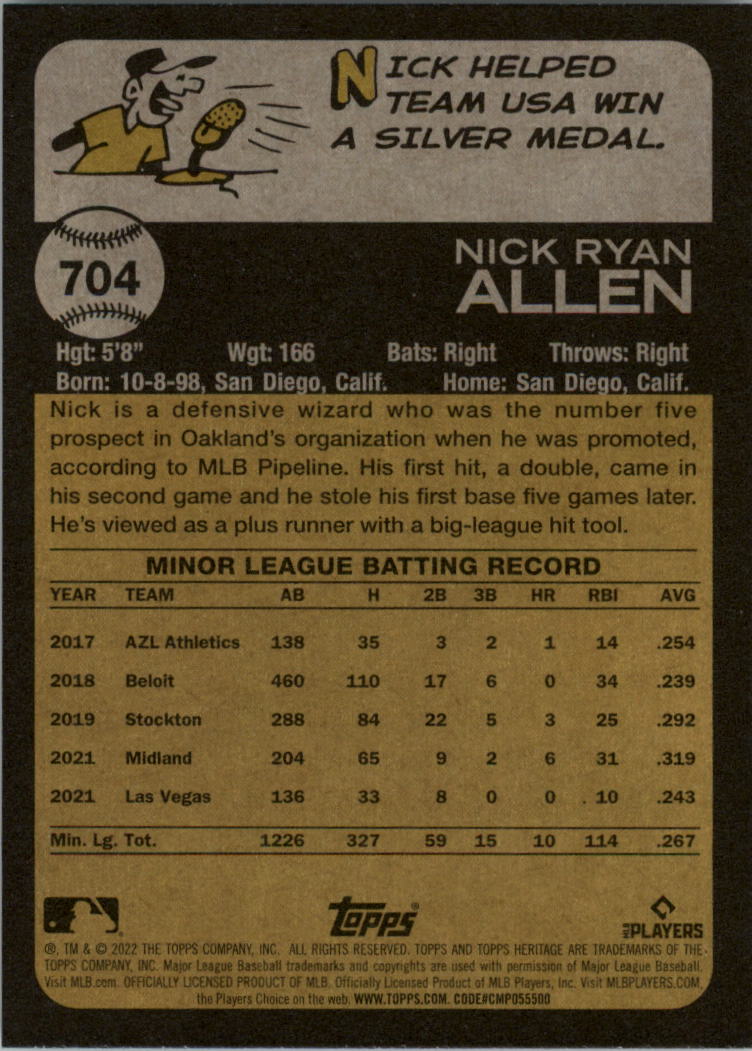 NICK HELPED
TEAM USA WIN
A SILVER MEDAL.
704
NICK RYAN
ALLEN
Hgt: 5'8" Wgt: 166 Bats: Right Throws: Right
Born: 10-8-98, San Diego, Calif. Home: San Diego, Calif.
Nick is a defensive wizard who was the number five
prospect in Oakland's organization when he was promoted,
according to MLB Pipeline. His first hit, a double, came in
his second game and he stole his first base five games later.
He's viewed as a plus runner with a big-league hit tool.
MINOR LEAGUE BATTING RECORD
YEAR TEAM AB H 2B 3B HR RBI AVG
2017 AZL Athletics 138 35 3 2 1 14 .254
2018 Beloit 460 110 17 6 0 34 .239
2019 Stockton 288 84 22 5 3 25 .292
2021 Midland 204 65 9 2 6 31 .319
2021 Las Vegas 136 33 8 0 0 10 .243
Min. Lg. Tot. 1226 327 59 15 10 114 .267
topps® MLB PLAYERS
®, TM & © 2022 THE TOPPS COMPANY, INC. ALL RIGHTS RESERVED. TOPPS AND TOPPS HERITAGE ARE TRADEMARKS OF THE
TOPPS COMPANY, INC. Major League Baseball trademarks and copyrights are used with permission of Major League Baseball.
Visit MLB.com. OFFICIALLY LICENSED PRODUCT OF MLB. Officially Licensed Product of MLB Players, Inc. Visit MLBPLAYERS.COM,
the Players Choice on the web. WWW.TOPPS.COM. CODE#CMP055500